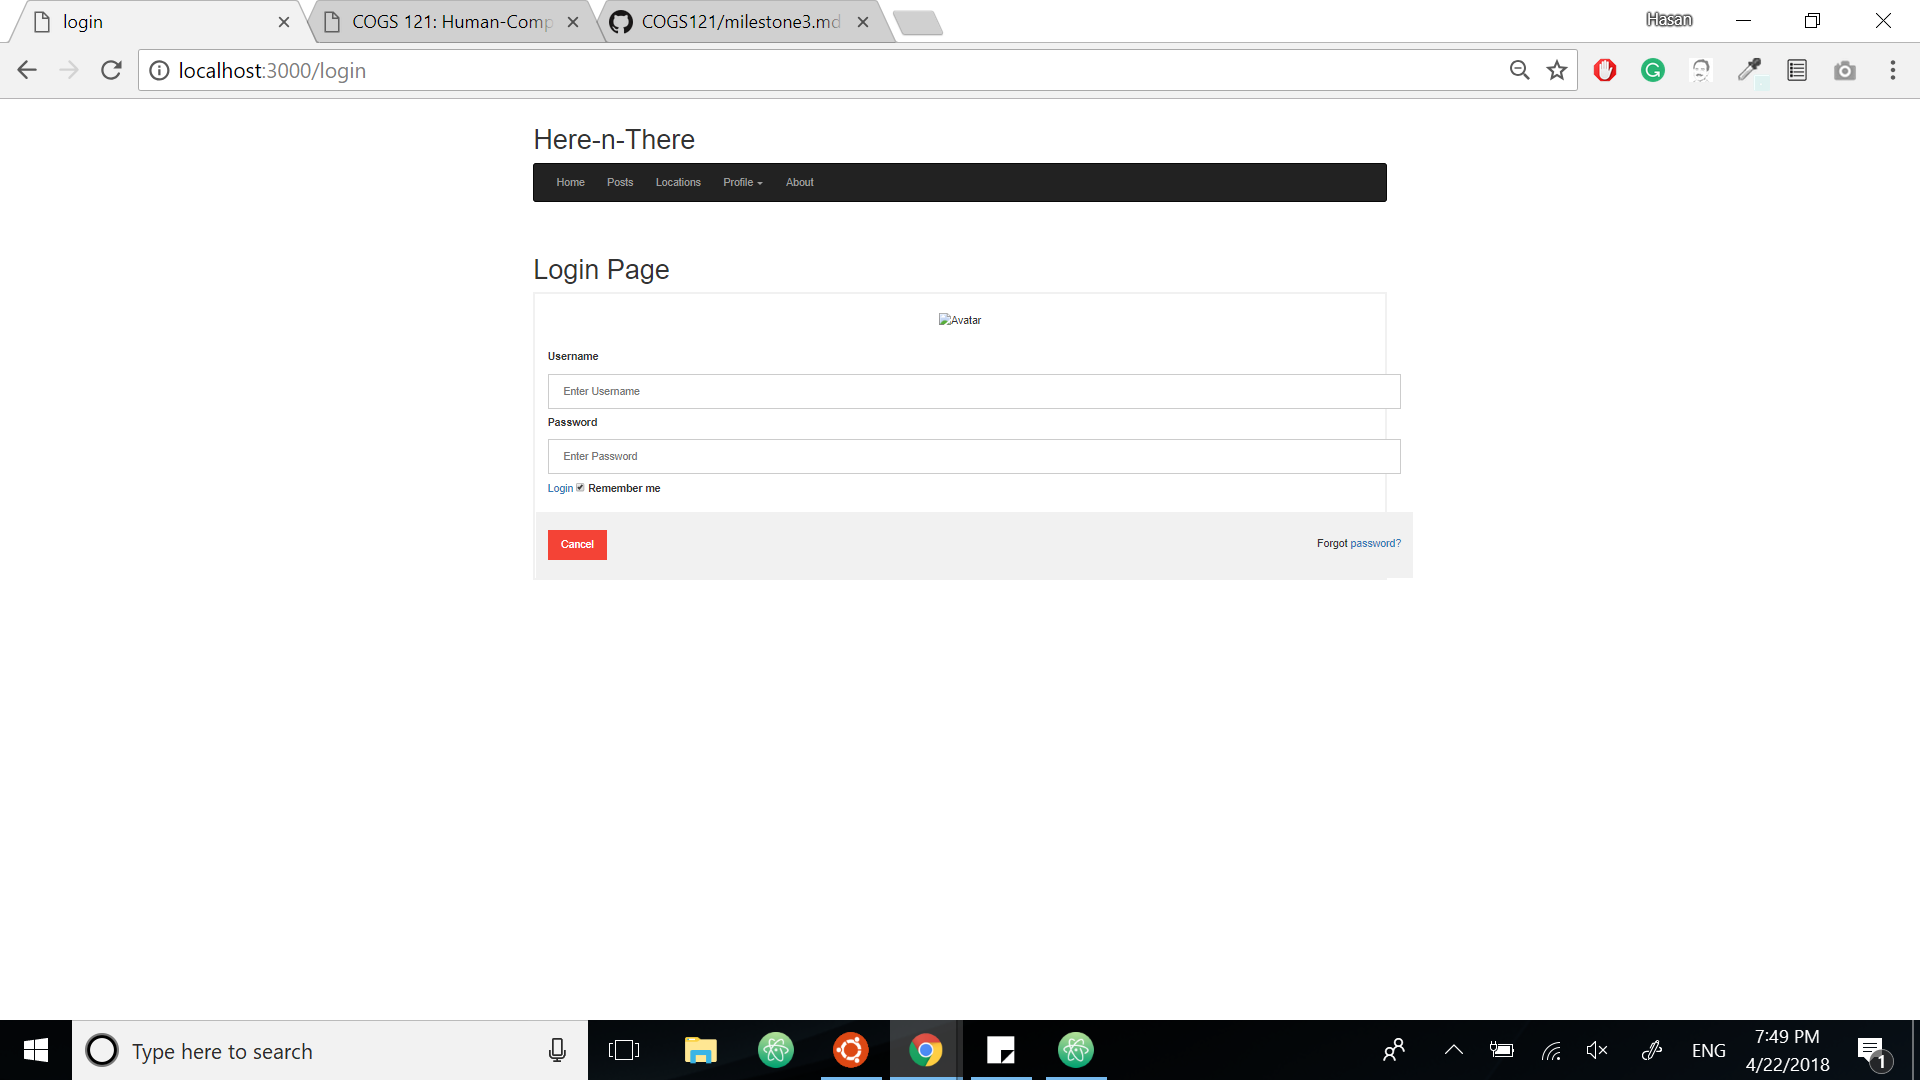 login
COGS 121: Human-Comp
COGS121/milestone3.md
Hasan
localhost:3000/login
Here-n-There
Home Posts Locations Profile About
Login Page
Avatar
Username
Enter Username
Password
Enter Password
Login Remember me
Cancel
Forgot password?
Type here to search
ENG
7:49 PM
4/22/2018
1